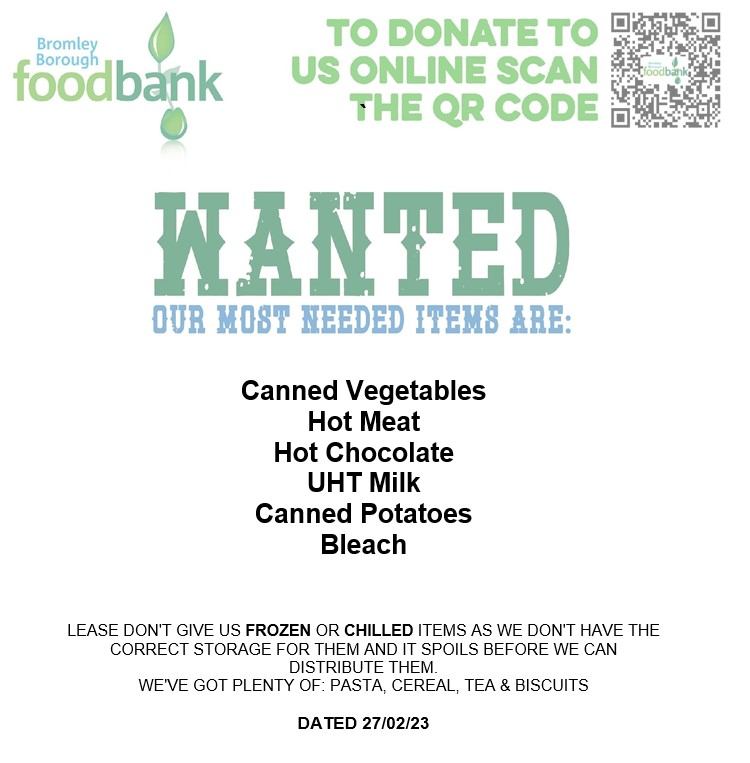 Bromley
Borough
foodbank
TO DONATE TO
US ONLINE SCAN
THE QR CODE
Bromley
Borough
foodbank
WANTED
OUR MOST NEEDED ITEMS ARE:
Canned Vegetables
Hot Meat
Hot Chocolate
UHT Milk
Canned Potatoes
Bleach
LEASE DON'T GIVE US FROZEN OR CHILLED ITEMS AS WE DON'T HAVE THE
CORRECT STORAGE FOR THEM AND IT SPOILS BEFORE WE CAN
DISTRIBUTE THEM.
WE'VE GOT PLENTY OF: PASTA, CEREAL, TEA & BISCUITS
DATED 27/02/23